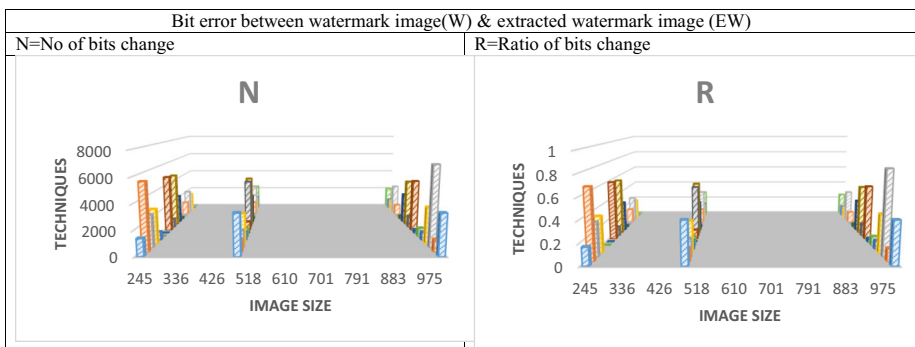 Bit error between watermark image(W) & extracted watermark image (EW)
N=No of bits change
R=Ratio of bits change
N
8000
6000
4000
2000
0
TECHNIQUES
245 336 426 518 610 701 791 883 975
IMAGE SIZE
R
1
0.8
0.6
0.4
0.2
0
TECHNIQUES
245 336 426 518 610 701 791 883 975
IMAGE SIZE